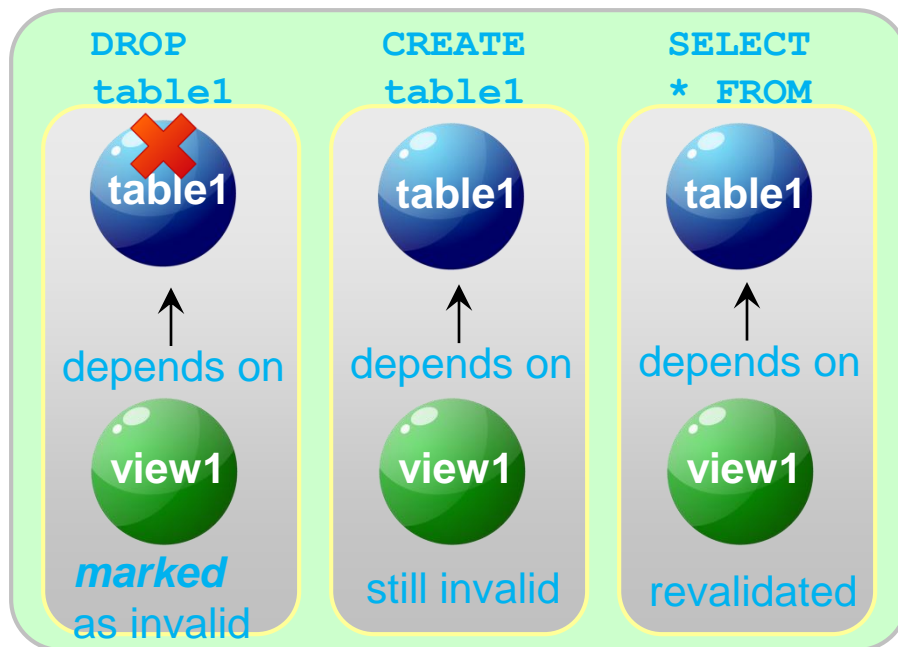 DROP
table1
table1
depends on
view1
marked
as invalid
CREATE
table1
table1
depends on
view1
still invalid
SELECT
* FROM
table1
depends on
view1
revalidated